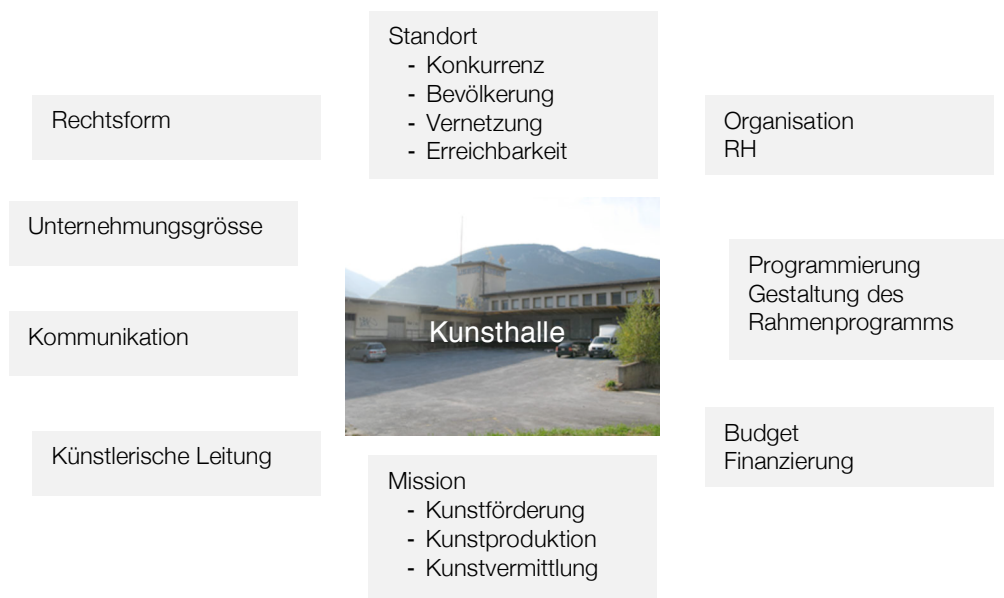 Standort
- Konkurrenz
- Bevölkerung
- Vernetzung
- Erreichbarkeit
Rechtsform
Organisation
RH
Unternehmungsgrösse
Programmierung
Gestaltung des
Rahmenprogramms
Kunsthalle
Kommunikation
Künstlerische Leitung
Budget
Finanzierung
Mission
- Kunstförderung
- Kunstproduktion
- Kunstvermittlung